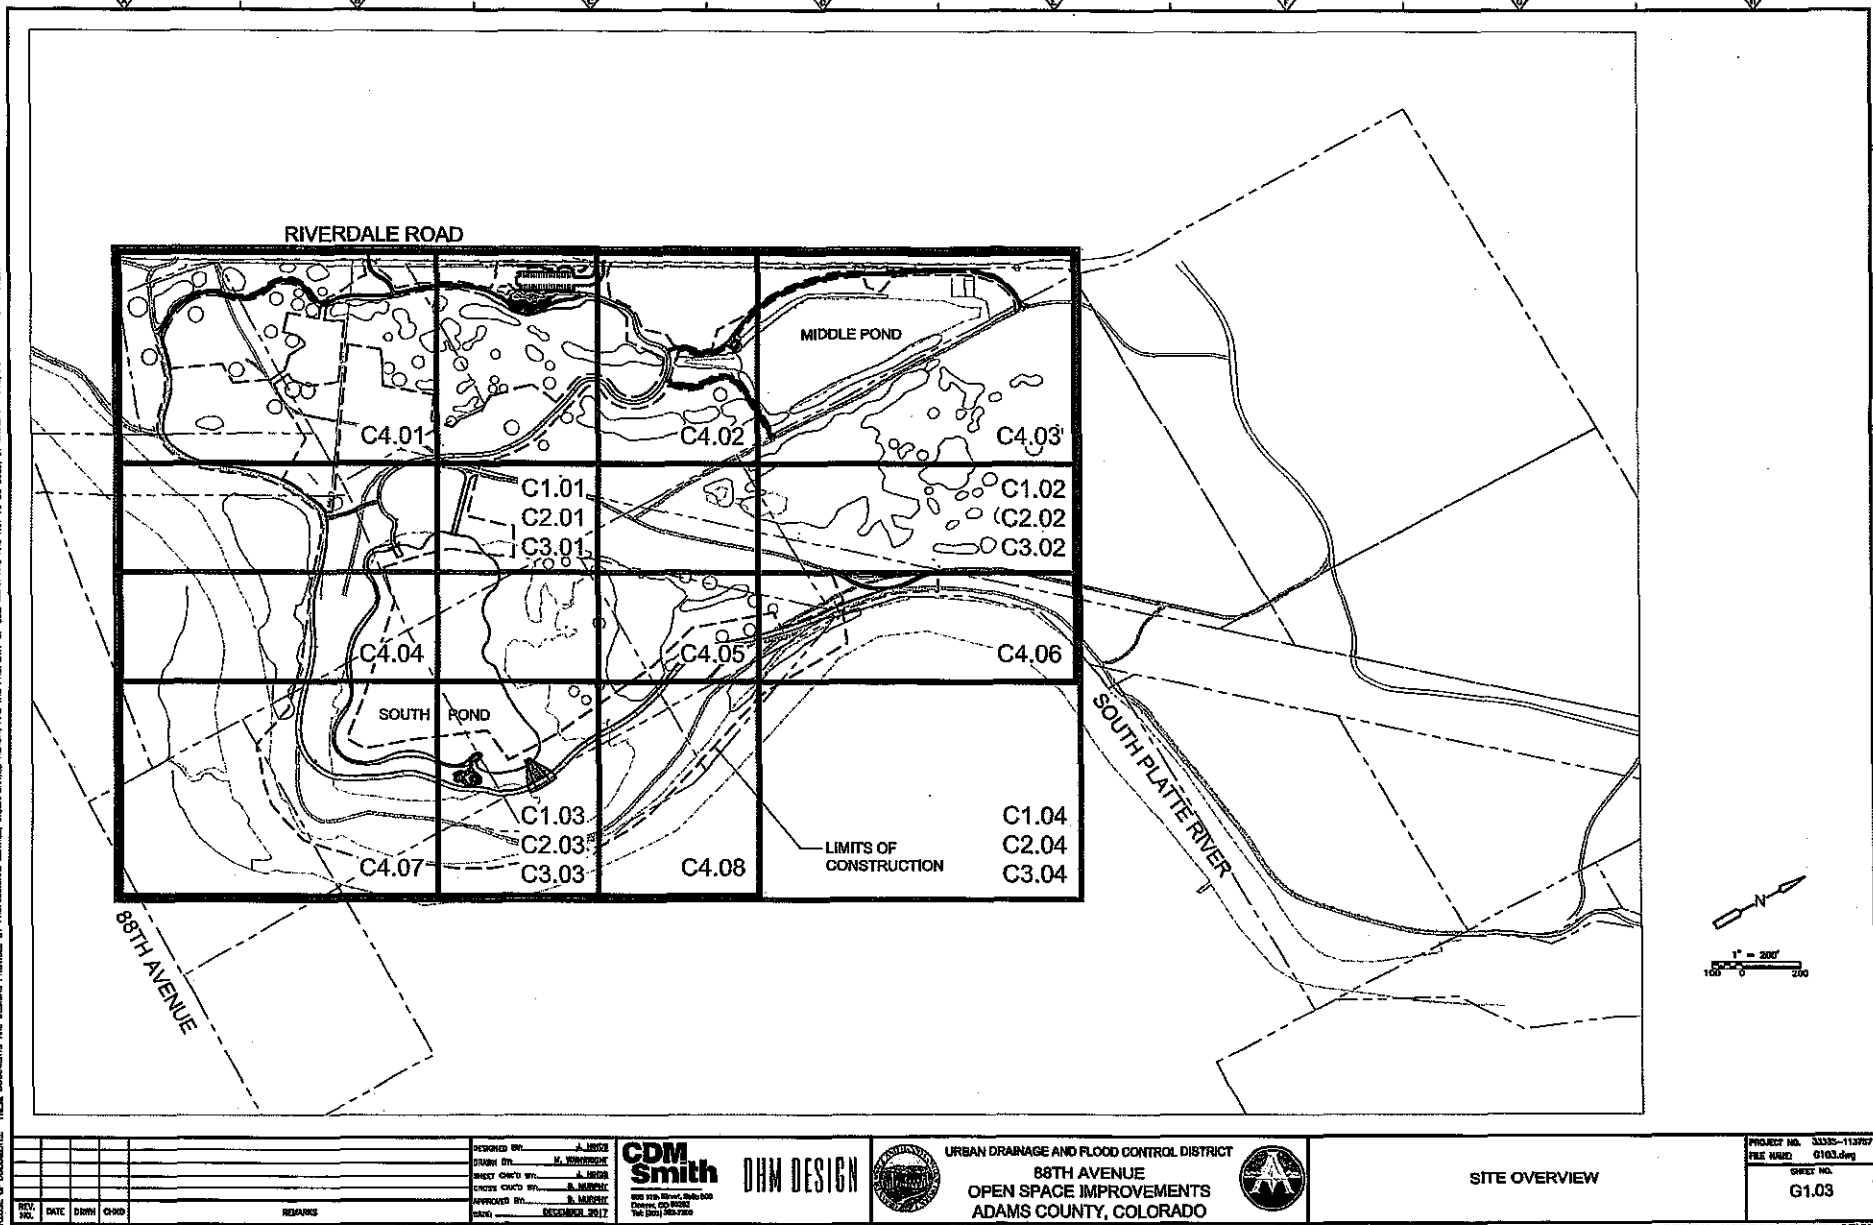 RIVERDALE ROAD
MIDDLE POND
C4.01
C4.02
C4.03
C1.01
C2.01
C3.01
C1.02
C2.02
C3.02
C4.04
C4.05
C4.06
SOUTH POND
SOUTH PLATTE RIVER
C1.03
C2.03
C3.03
C1.04
C2.04
C3.04
LIMITS OF
CONSTRUCTION
C4.07
C4.08
88TH AVENUE
N
1" = 200'
100 0 200
REV. NO.
DATE
DRWN
CHKD
REMARKS
DESIGNED BY:
DRAWN BY:
SHEET CHK'D BY:
CROSS CHK'D BY:
APPROVED BY: B. MURPHY
DATE: DECEMBER 2017
CDM
Smith
DHM DESIGN
URBAN DRAINAGE AND FLOOD CONTROL DISTRICT
88TH AVENUE
OPEN SPACE IMPROVEMENTS
ADAMS COUNTY, COLORADO
SITE OVERVIEW
PROJECT NO.
FILE NAME: G103.dwg
SHEET NO.
G1.03